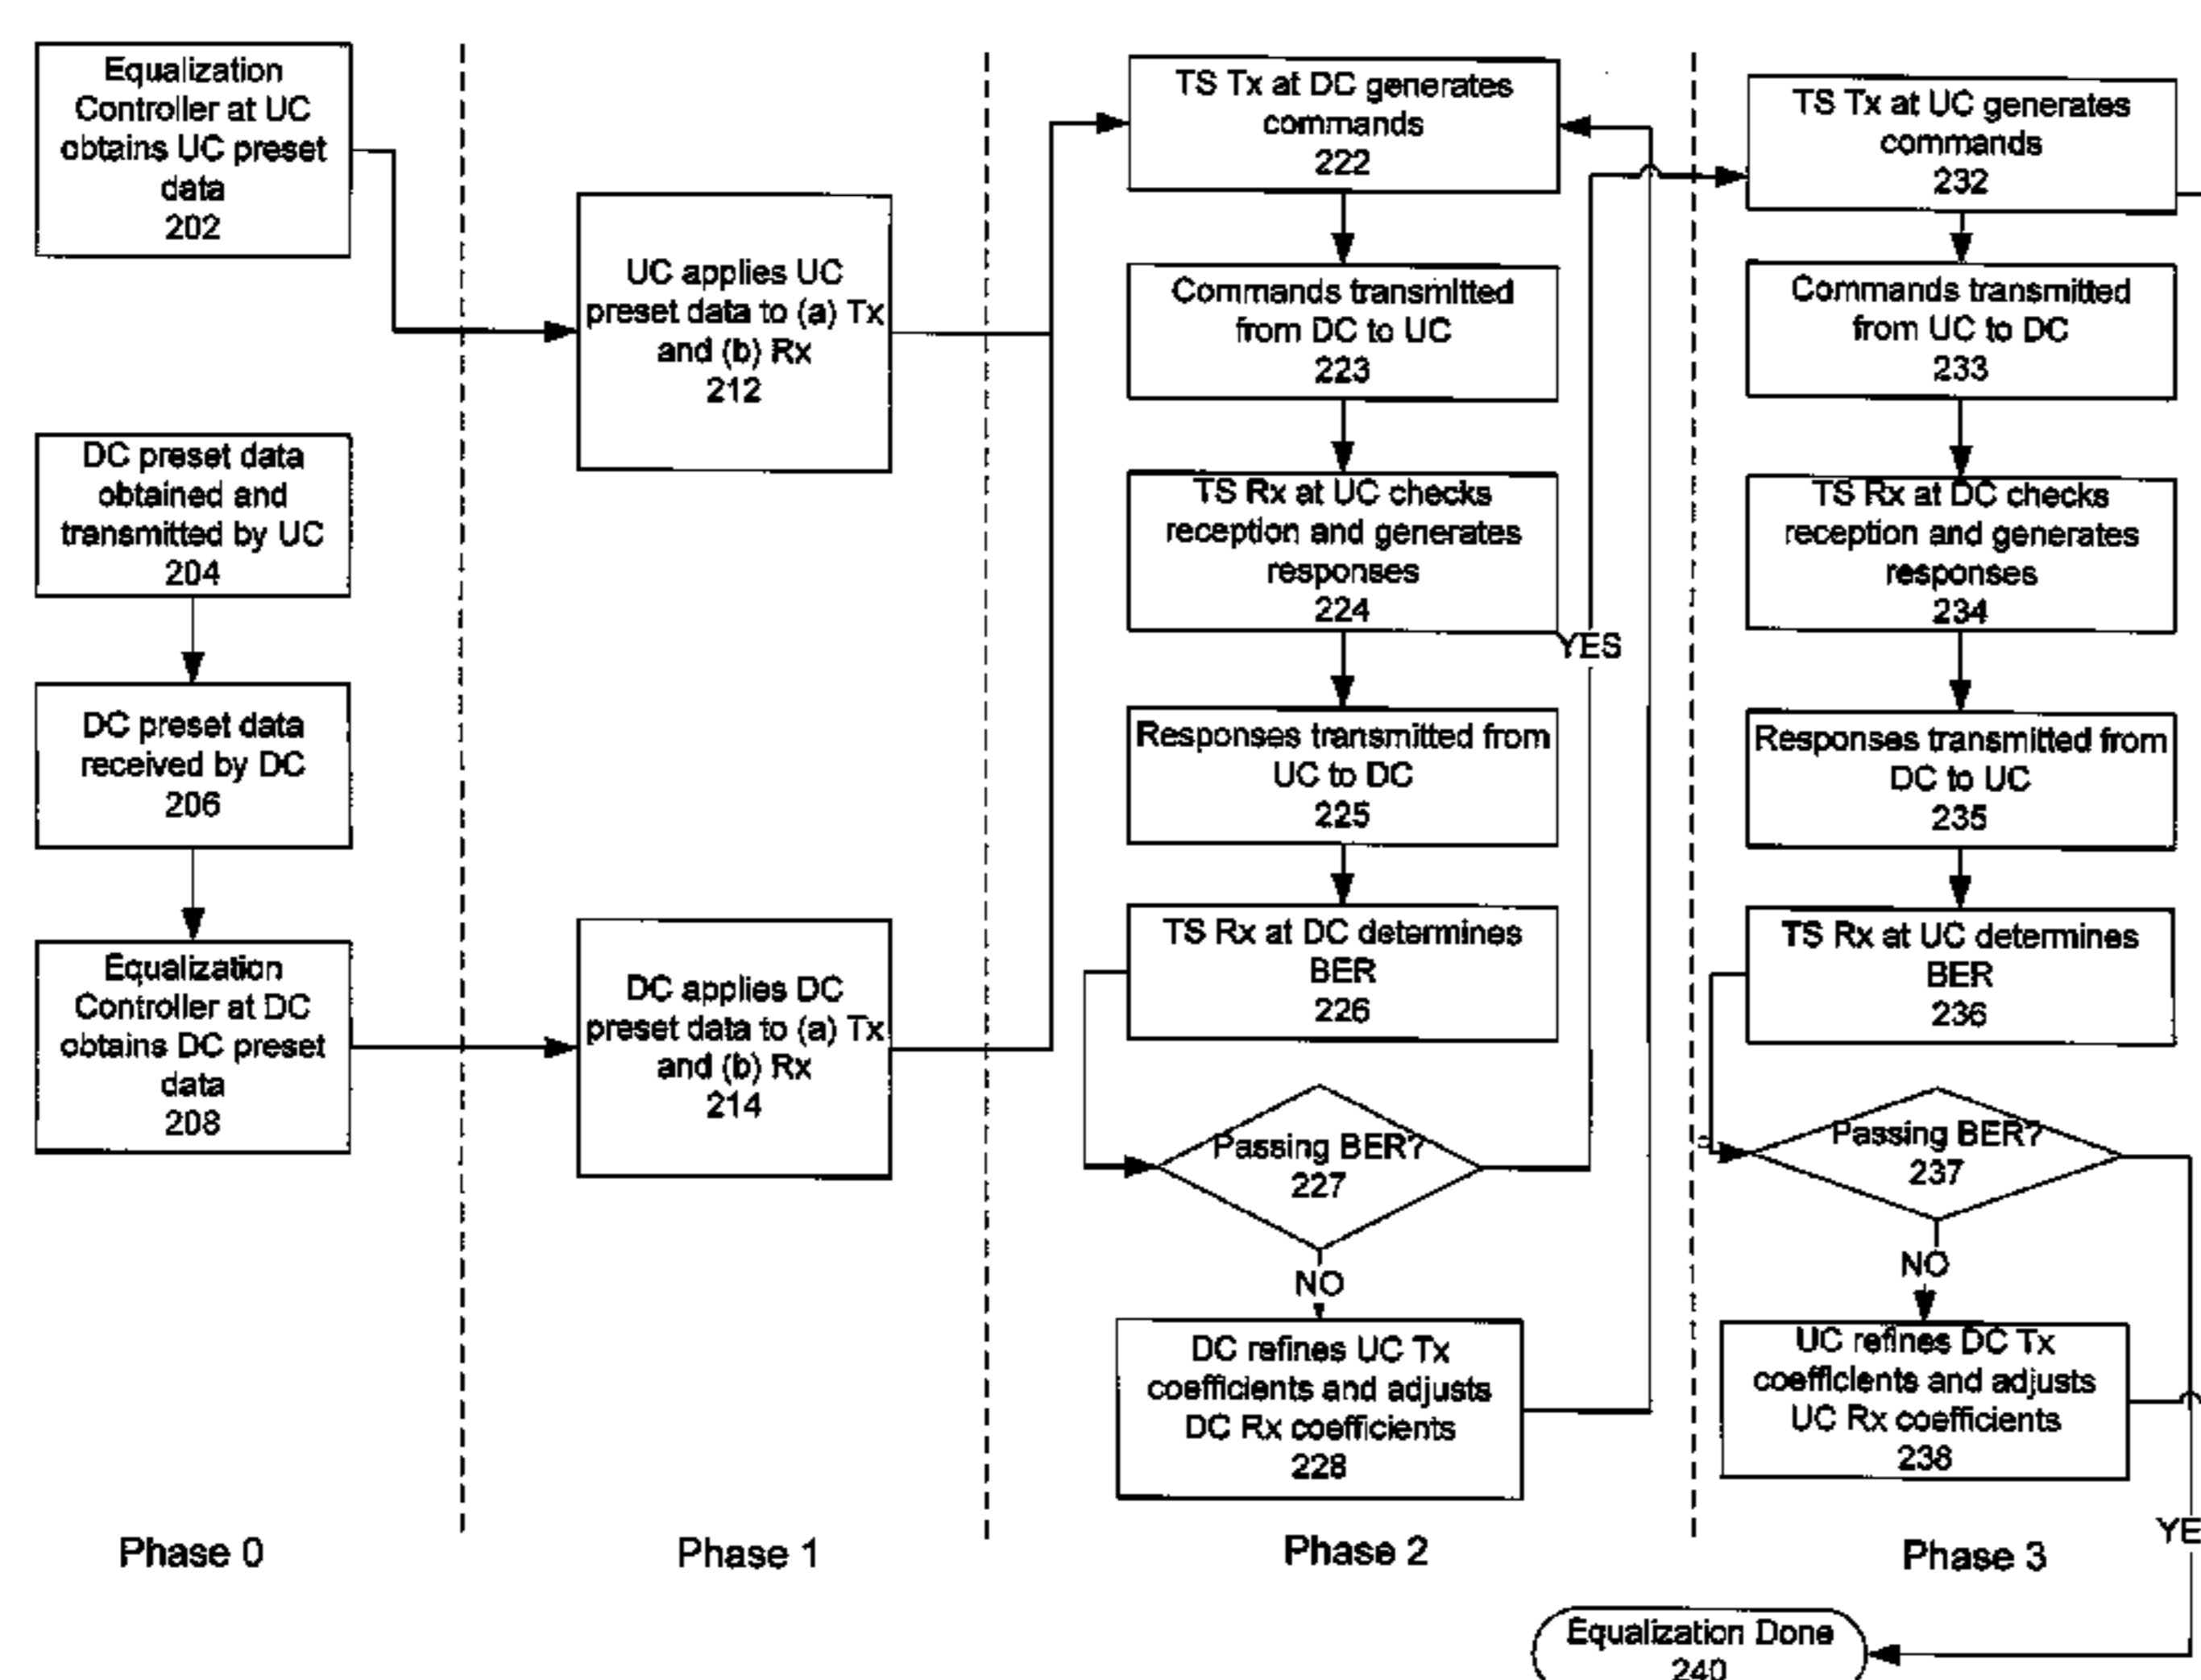 Equalization
Controller at UC
obtains UC preset
data
202
DC preset data
obtained and
transmitted by UC
204
DC preset data
received by DC
206
Equalization
Controller at DC
obtains DC preset
data
208
Phase 0
UC applies UC
preset data to (a) Tx
and (b) Rx
212
DC applies DC
preset data to (a) Tx
and (b) Rx
214
Phase 1
TS Tx at DC generates
commands
222
Commands transmitted
from DC to UC
223
TS Rx at UC checks
reception and generates
responses
224
Responses transmitted from
UC to DC
225
TS Rx at DC determines
BER
226
Passing BER?
227
YES
NO
DC refines UC Tx
coefficients and adjusts
DC Rx coefficients
228
Phase 2
TS Tx at UC generates
commands
232
Commands transmitted
from UC to DC
233
TS Rx at DC checks
reception and generates
responses
234
Responses transmitted from
DC to UC
235
TS Rx at UC determines
BER
236
Passing BER?
237
NO
UC refines DC Tx
coefficients and adjusts
UC Rx coefficients
238
YE
Phase 3
Equalization Done
240